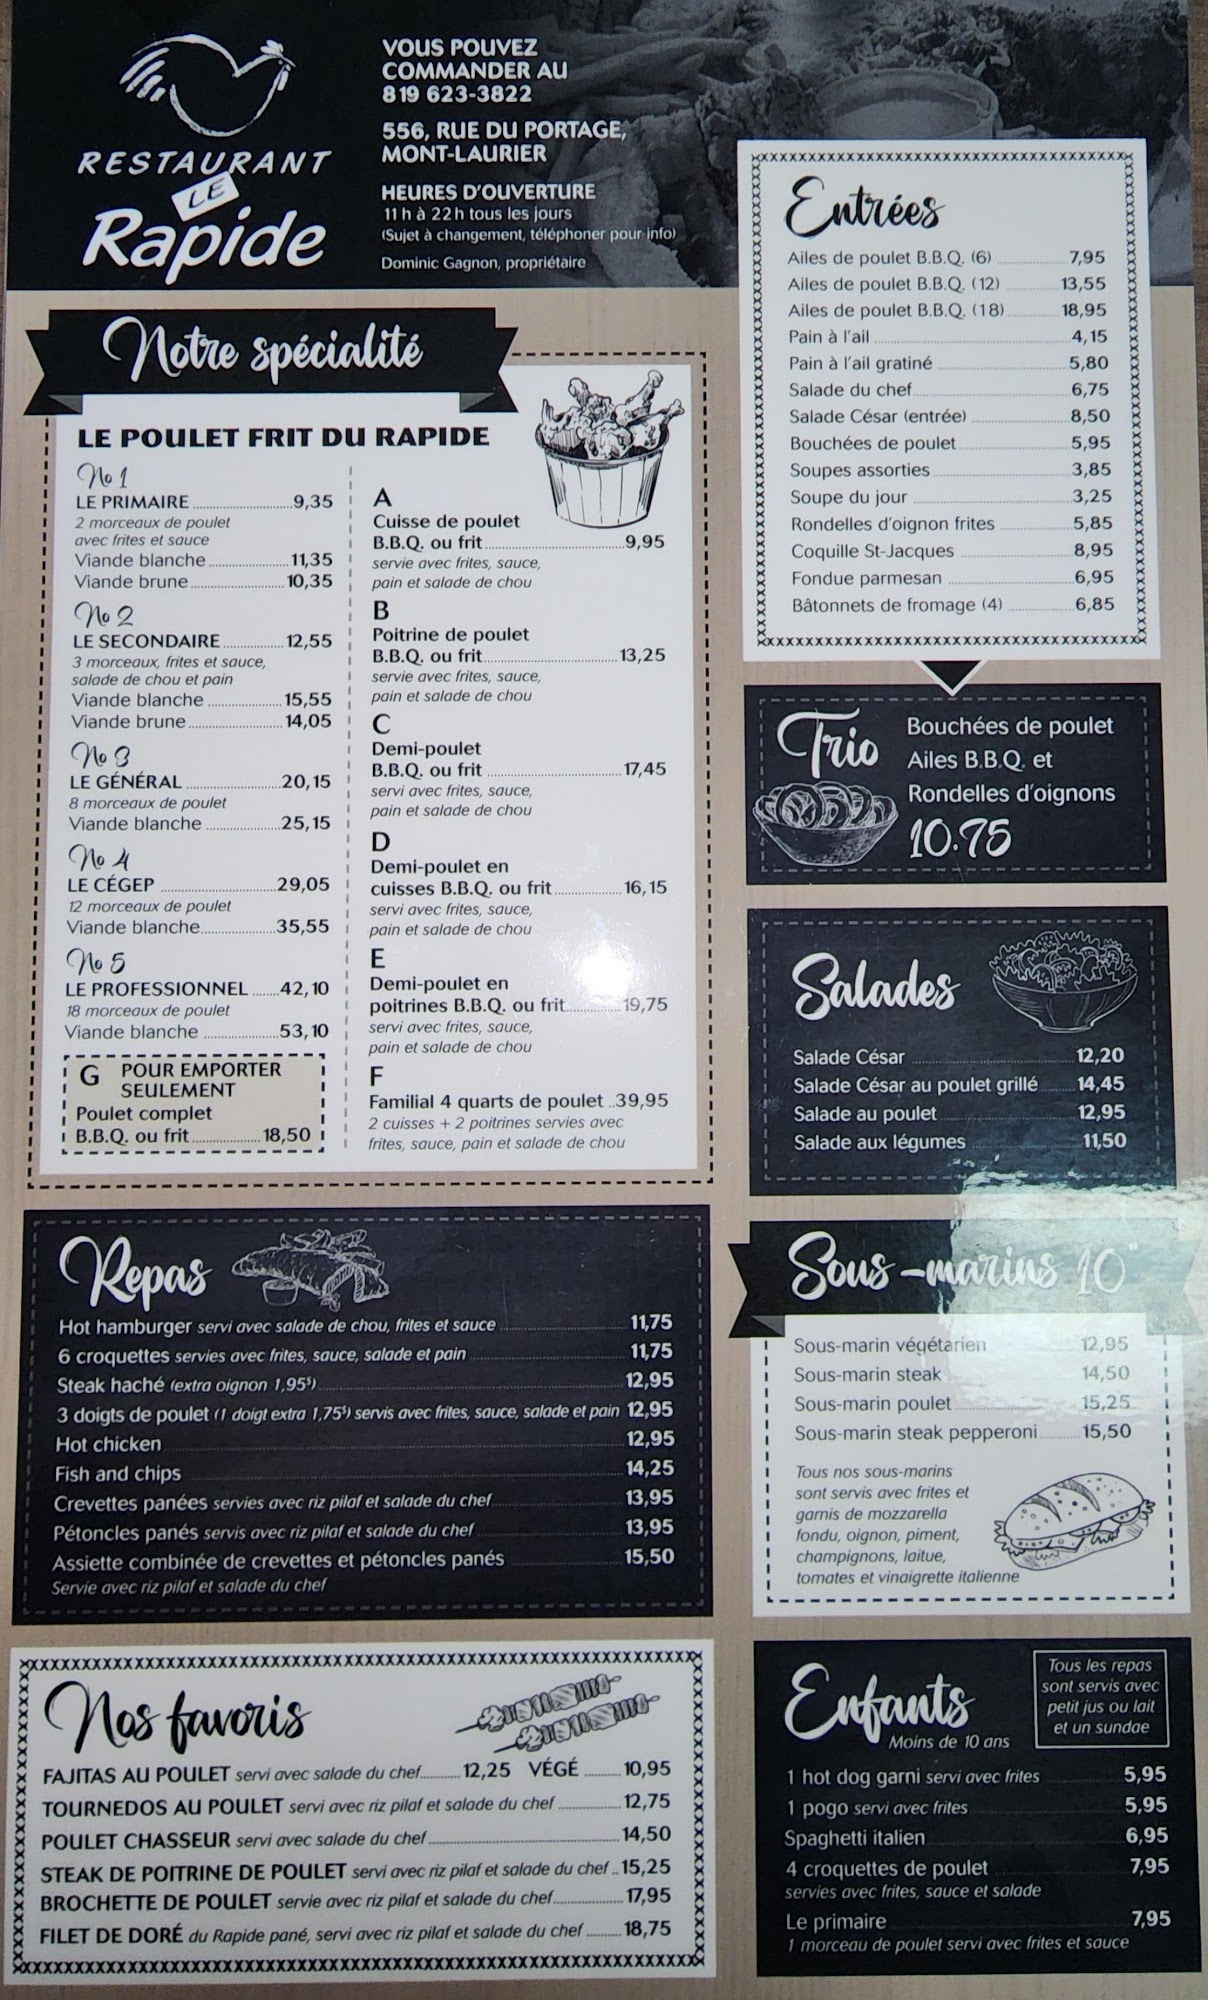 RESTAURANT
LE
Rapide
VOUS POUVEZ
COMMANDER AU
819 623-3822
556, RUE DU PORTAGE,
MONT-LAURIER
HEURES D'OUVERTURE
11 h à 22 h tous les jours
(Sujet à changement, téléphoner pour info)
Dominic Gagnon, propriétaire
Notre spécialité
LE POULET FRIT DU RAPIDE
No 1
LE PRIMAIRE 9,35
2 morceaux de poulet
avec frites et sauce
Viande blanche 11,35
Viande brune 10,35
No 2
LE SECONDAIRE 12,55
3 morceaux, frites et sauce,
salade de chou et pain
Viande blanche 15,55
Viande brune 14,05
No 3
LE GÉNÉRAL 20,15
8 morceaux de poulet
Viande blanche 25,15
No 4
LE CÉGEP 29,05
12 morceaux de poulet
Viande blanche 35,55
No 5
LE PROFESSIONNEL 42,10
18 morceaux de poulet
Viande blanche 53,10
G POUR EMPORTER
SEULEMENT
Poulet complet
B.B.Q. ou frit 18,50
A
Cuisse de poulet
B.B.Q. ou frit 9,95
servie avec frites, sauce,
pain et salade de chou
B
Poitrine de poulet
B.B.Q. ou frit 13,25
servie avec frites, sauce,
pain et salade de chou
C
Demi-poulet
B.B.Q. ou frit 17,45
servi avec frites, sauce,
pain et salade de chou
D
Demi-poulet en
cuisses B.B.Q. ou frit 16,15
servi avec frites, sauce,
pain et salade de chou
E
Demi-poulet en
poitrines B.B.Q. ou frit 19,75
servi avec frites, sauce,
pain et salade de chou
F
Familial 4 quarts de poulet 39,95
2 cuisses + 2 poitrines servies avec
frites, sauce, pain et salade de chou
Repas
Hot hamburger servi avec salade de chou, frites et sauce 11,75
6 croquettes servies avec frites, sauce, salade et pain 11,75
Steak haché (extra oignon 1,95$) 12,95
3 doigts de poulet (1 doigt extra 1,75$) servis avec frites, sauce, salade et pain 12,95
Hot chicken 12,95
Fish and chips 14,25
Crevettes panées servies avec riz pilaf et salade du chef 13,95
Pétoncles panés servis avec riz pilaf et salade du chef 13,95
Assiette combinée de crevettes et pétoncles panés 15,50
Servie avec riz pilaf et salade du chef
Nos favoris
FAJITAS AU POULET servi avec salade du chef 12,25 VÉGÉ 10,95
TOURNEDOS AU POULET servi avec riz pilaf et salade du chef 12,75
POULET CHASSEUR servi avec salade du chef 14,50
STEAK DE POITRINE DE POULET servi avec riz pilaf et salade du chef 15,25
BROCHETTE DE POULET servie avec riz pilaf et salade du chef 17,95
FILET DE DORÉ du Rapide pané, servi avec riz pilaf et salade du chef 18,75
Entrées
Ailes de poulet B.B.Q. (6) 7,95
Ailes de poulet B.B.Q. (12) 13,55
Ailes de poulet B.B.Q. (18) 18,95
Pain à l'ail 4,15
Pain à l'ail gratiné 5,80
Salade du chef 6,75
Salade César (entrée) 8,50
Bouchées de poulet 5,95
Soupes assorties 3,85
Soupe du jour 3,25
Rondelles d'oignon frites 5,85
Coquille St-Jacques 8,95
Fondue parmesan 6,95
Bâtonnets de fromage (4) 6,85
Trio
Bouchées de poulet
Ailes B.B.Q. et
Rondelles d'oignons
10.75
Salades
Salade César 12,20
Salade César au poulet grillé 14,45
Salade au poulet 12,95
Salade aux légumes 11,50
Sous-marins 10"
Sous-marin végétarien 12,95
Sous-marin steak 14,50
Sous-marin poulet 15,25
Sous-marin steak pepperoni 15,50
Tous nos sous-marins
sont servis avec frites et
garnis de mozzarella
fondu, oignon, piment,
champignons, laitue,
tomates et vinaigrette italienne
Enfants
Moins de 10 ans
Tous les repas
sont servis avec
petit jus ou lait
et un sundae
1 hot dog garni servi avec frites 5,95
1 pogo servi avec frites 5,95
Spaghetti italien 6,95
4 croquettes de poulet 7,95
servies avec frites, sauce et salade
Le primaire 7,95
1 morceau de poulet servi avec frites et sauce